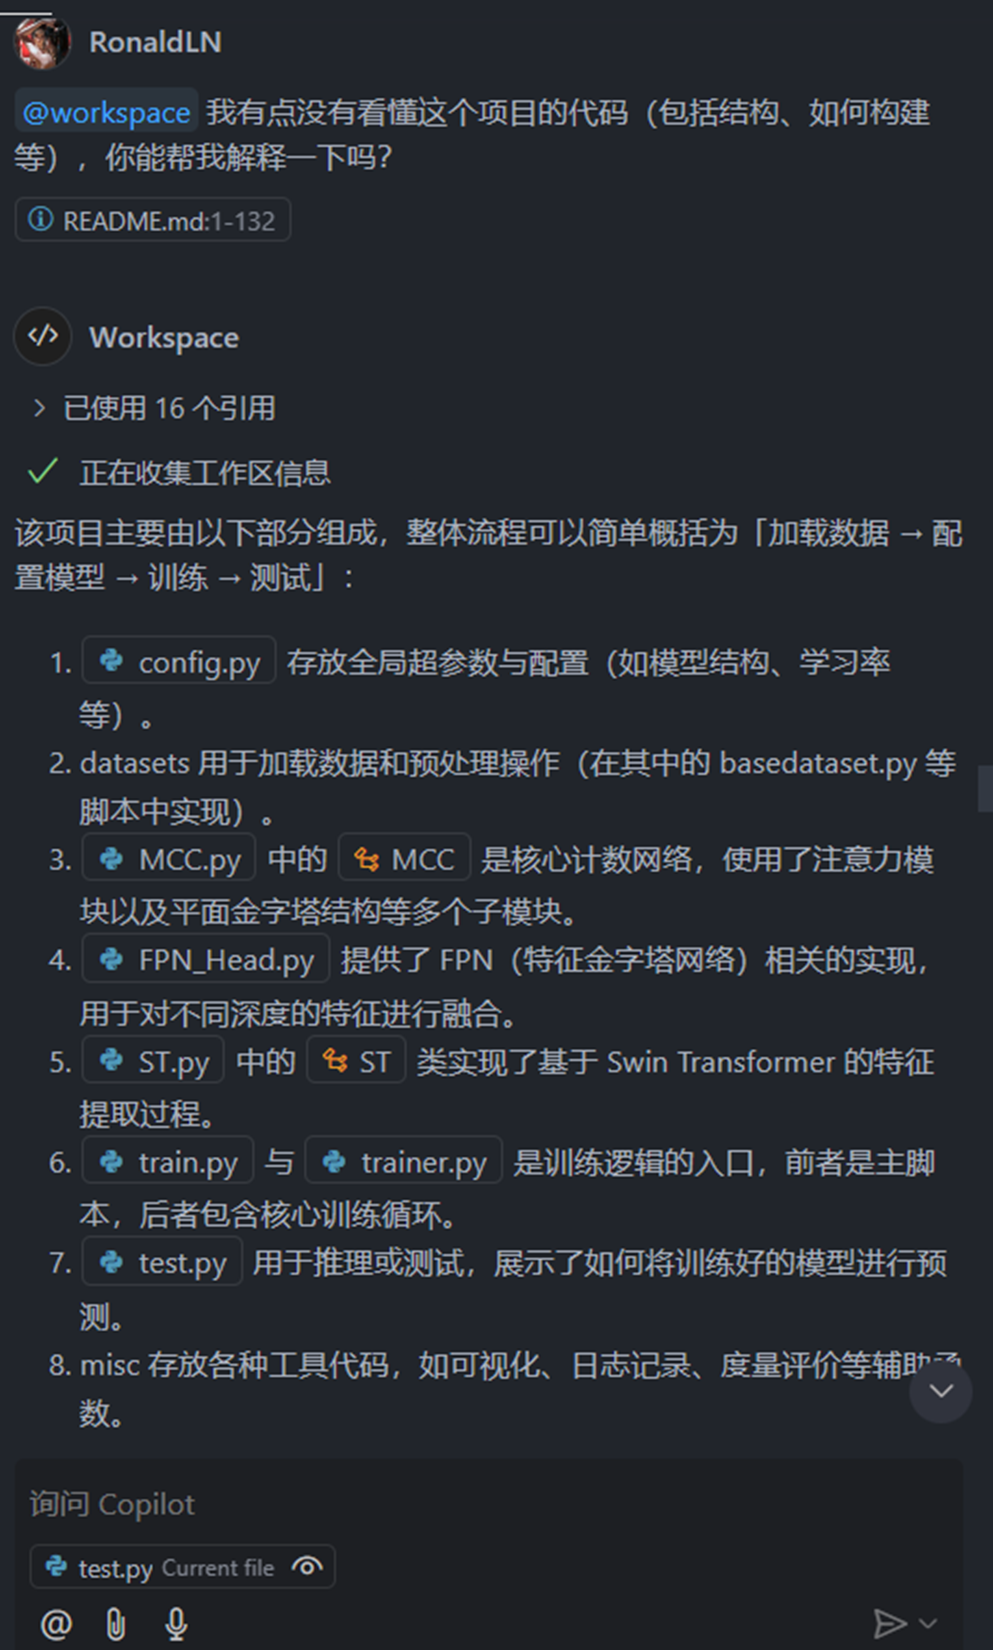 RonaldLN
@workspace 我有点没有看懂这个项目的代码（包括结构、如何构建
等），你能帮我解释一下吗？
README.md:1-132
Workspace
已使用 16 个引用
正在收集工作区信息
该项目主要由以下部分组成，整体流程可以简单概括为「加载数据 → 配
置模型 → 训练 → 测试」：
1. config.py 存放全局超参数与配置（如模型结构、学习率
等）。
2. datasets 用于加载数据和预处理操作（在其中的 basedataset.py 等
脚本中实现）。
3. MCC.py 中的 MCC 是核心计数网络，使用了注意力模
块以及平面金字塔结构等多个子模块。
4. FPN_Head.py 提供了 FPN（特征金字塔网络）相关的实现，
用于对不同深度的特征进行融合。
5. ST.py 中的 ST 类实现了基于 Swin Transformer 的特征
提取过程。
6. train.py 与 trainer.py 是训练逻辑的入口，前者是主脚
本，后者包含核心训练循环。
7. test.py 用于推理或测试，展示了如何将训练好的模型进行预
测。
8. misc 存放各种工具代码，如可视化、日志记录、度量评价等辅助函
数。
询问 Copilot
test.py Current file